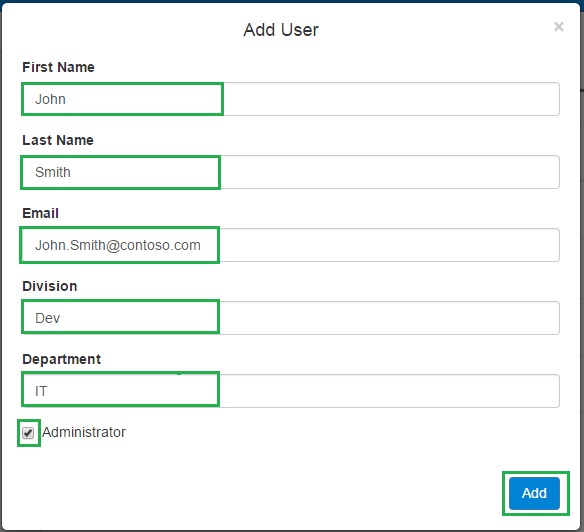 Add User
×
First Name
John
Last Name
Smith
Email
John.Smith@contoso.com
Division
Dev
Department
IT
Administrator
Add